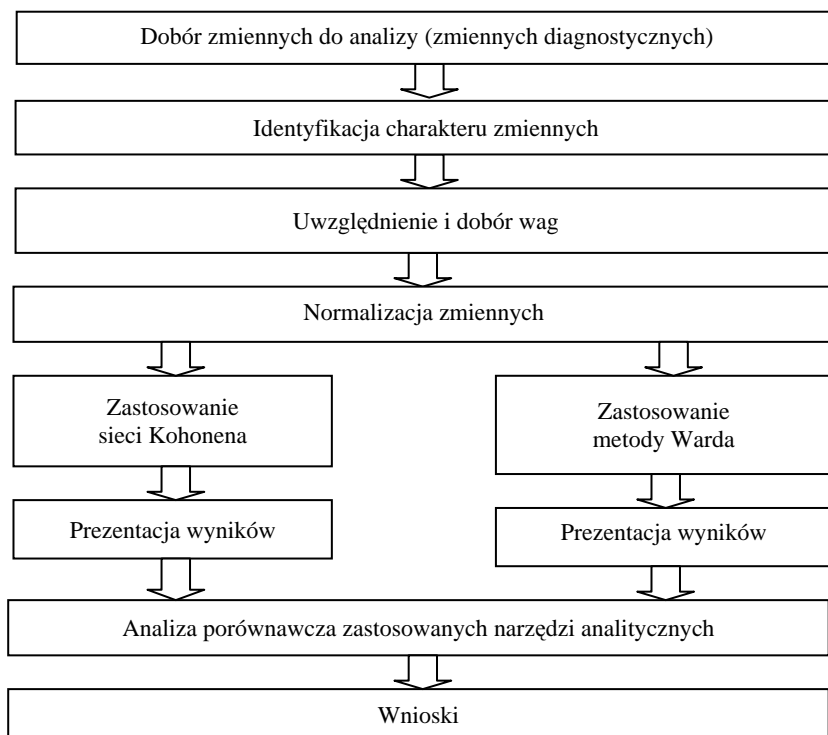 Dobór zmiennych do analizy (zmiennych diagnostycznych)
Identyfikacja charakteru zmiennych
Uwzględnienie i dobór wag
Normalizacja zmiennych
Zastosowanie
sieci Kohonena
Zastosowanie
metody Warda
Prezentacja wyników
Prezentacja wyników
Analiza porównawcza zastosowanych narzędzi analitycznych
Wnioski